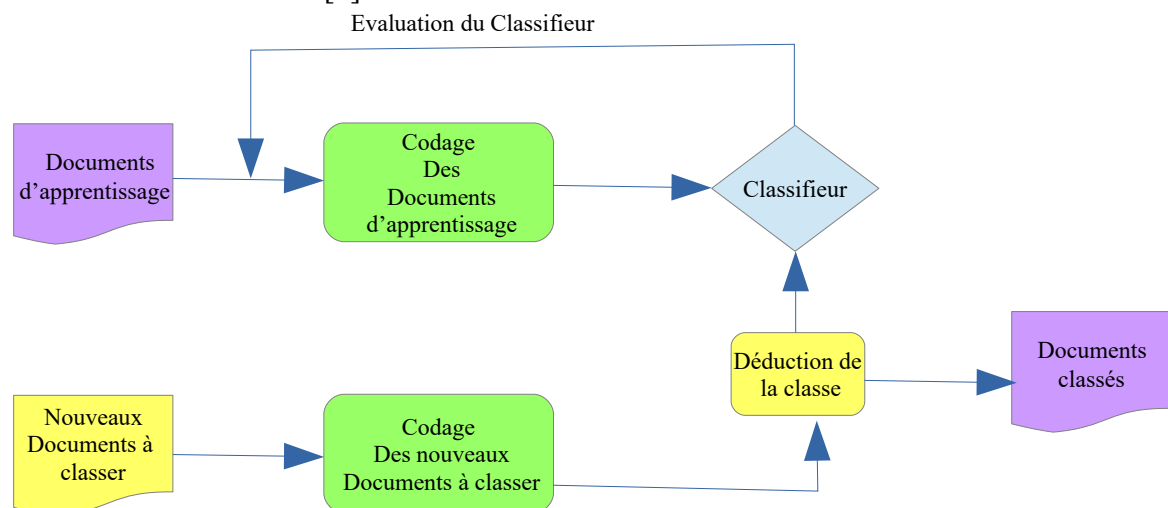 Evaluation du Classifieur
Documents
d’apprentissage
Codage
Des
Documents
d’apprentissage
Classifieur
Déduction de
la classe
Documents
classés
Nouveaux
Documents à
classer
Codage
Des nouveaux
Documents à classer